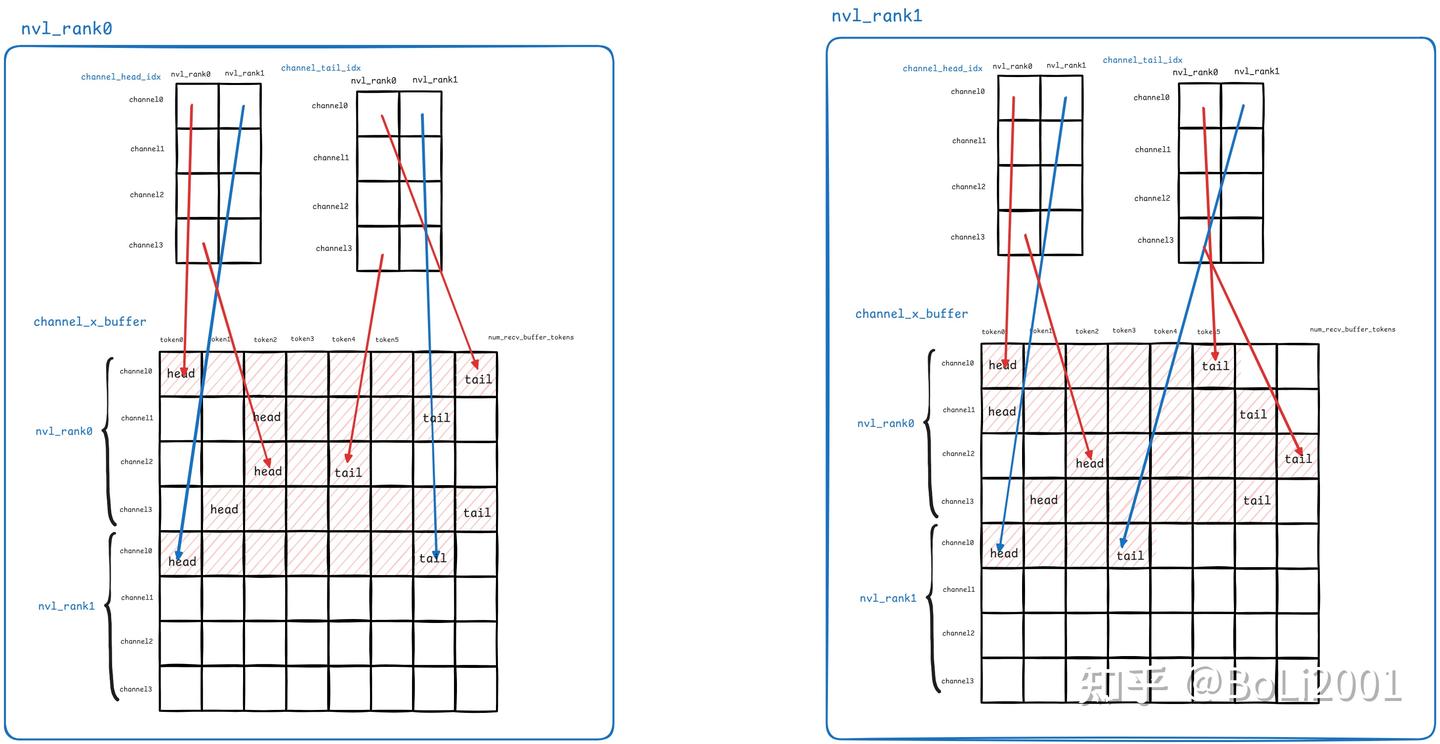 nvl_rank0
channel_head_idx nvl_rank0 nvl_rank1
channel_tail_idx
nvl_rank0 nvl_rank1
channel0
channel1
channel2
channel3
channel0
channel1
channel2
channel3
channel_x_buffer
token0 token1 token2 token3 token4 token5 num_recv_buffer_tokens
nvl_rank0
channel0 head tail
channel1 head tail
channel2 head tail
channel3 head tail
nvl_rank1
channel0 head tail
channel1
channel2
channel3
nvl_rank1
channel_head_idx nvl_rank0 nvl_rank1
channel_tail_idx
nvl_rank0 nvl_rank1
channel0
channel1
channel2
channel3
channel0
channel1
channel2
channel3
channel_x_buffer
token0 token1 token2 token3 token4 token5 num_recv_buffer_tokens
nvl_rank0
channel0 head tail
channel1 head tail
channel2 head tail
channel3 head tail
nvl_rank1
channel0 head tail
channel1
channel2
channel3
知乎 @BoLi2001